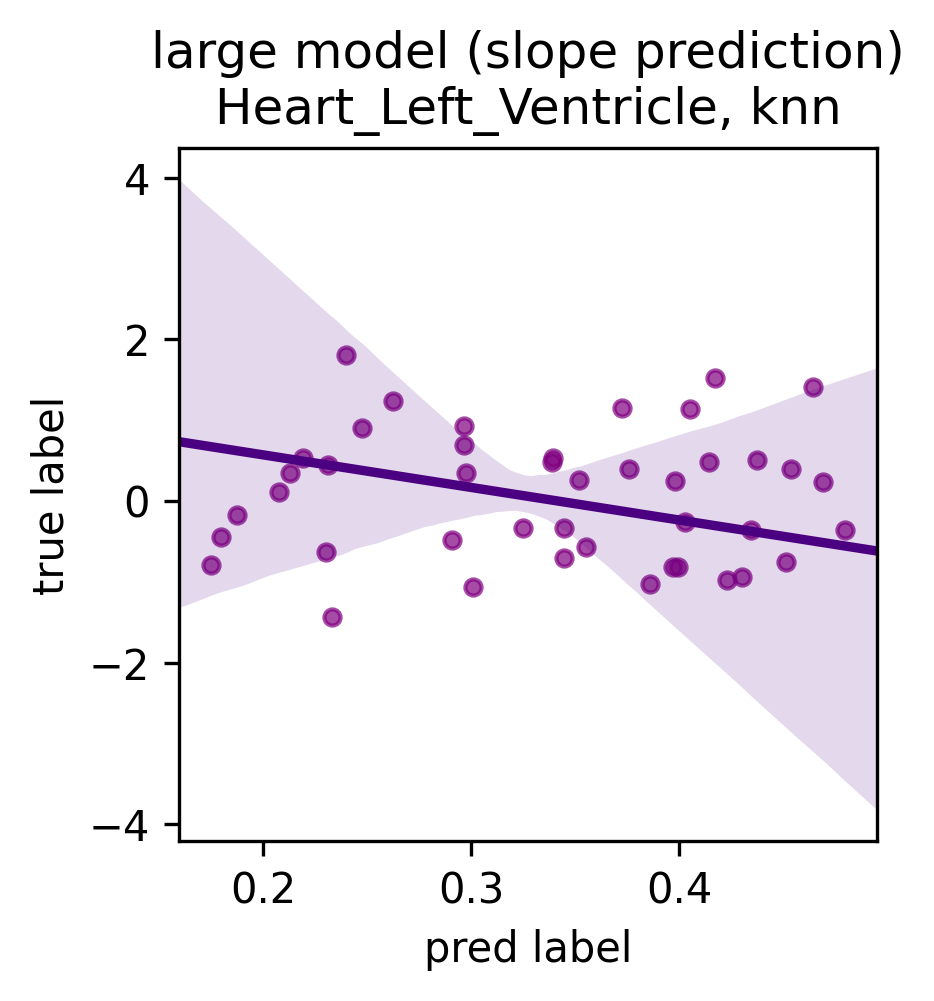 large model (slope prediction)
Heart_Left_Ventricle, knn
4
2
0
−2
−4
true label
0.2
0.3
0.4
pred label